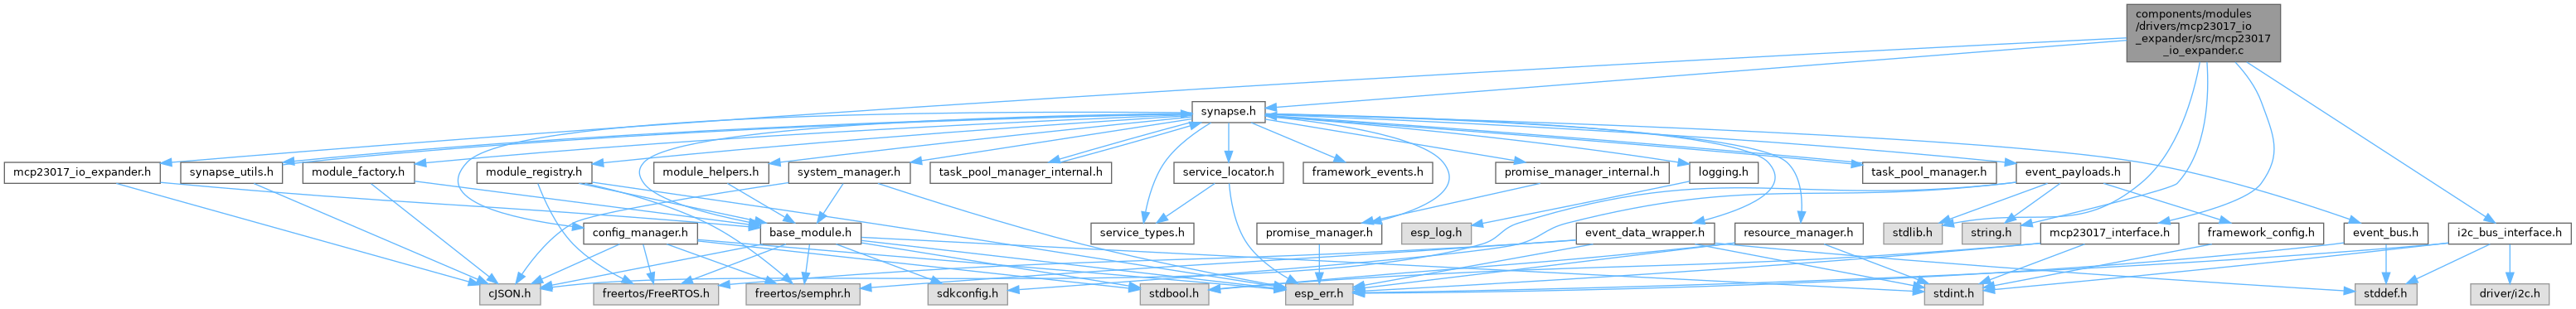 components/modules
/drivers/mcp23017_io
_expander/src/mcp23017
_io_expander.c
synapse.h
mcp23017_io_expander.h
synapse_utils.h
module_factory.h
module_registry.h
module_helpers.h
system_manager.h
task_pool_manager_internal.h
service_locator.h
framework_events.h
promise_manager_internal.h
logging.h
task_pool_manager.h
event_payloads.h
config_manager.h
base_module.h
service_types.h
promise_manager.h
esp_log.h
event_data_wrapper.h
resource_manager.h
stdlib.h
string.h
mcp23017_interface.h
framework_config.h
event_bus.h
i2c_bus_interface.h
cJSON.h
freertos/FreeRTOS.h
freertos/semphr.h
sdkconfig.h
stdbool.h
esp_err.h
stdint.h
stddef.h
driver/i2c.h